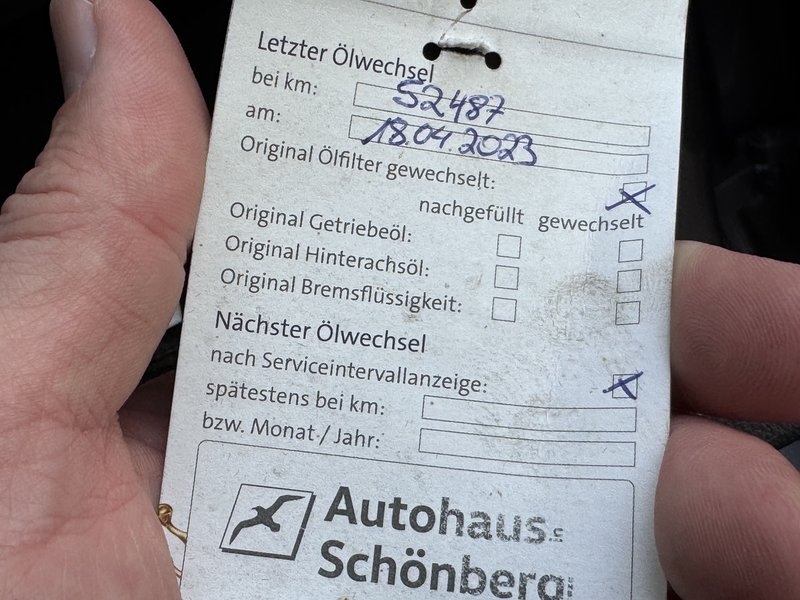 Letzter Ölwechsel
bei km: 52487
am: 18.04.2023
Original Ölfilter gewechselt:
nachgefüllt gewechselt
Original Getriebeöl:
Original Hinterachsöl:
Original Bremsflüssigkeit:
Nächster Ölwechsel
nach Serviceintervallanzeige:
spätestens bei km:
bzw. Monat / Jahr:
Autohaus
Schönberg